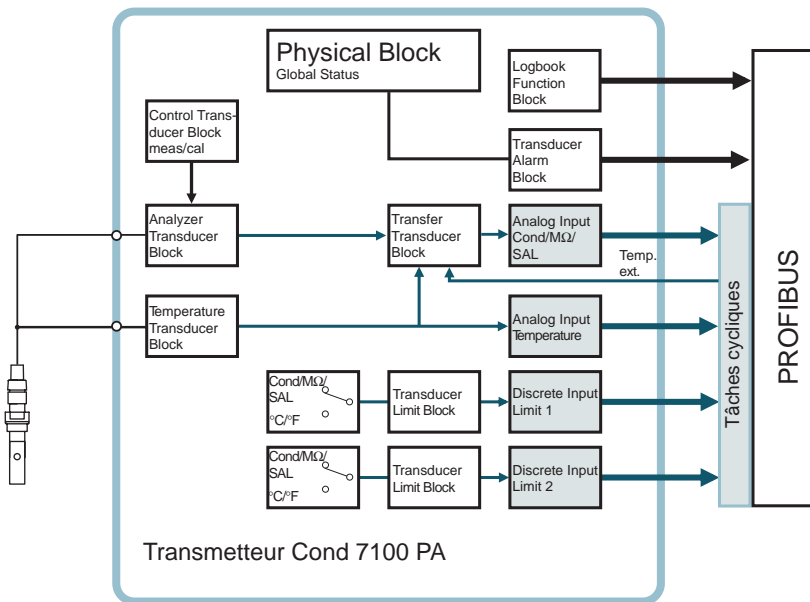 Physical Block
Global Status
Logbook
Function
Block
Control Trans-
ducer Block
meas/cal
Transducer
Alarm
Block
Analyzer
Transducer
Block
Transfer
Transducer
Block
Analog Input
Cond/MΩ/
SAL
Temp.
ext.
Temperature
Transducer
Block
Analog Input
Temperature
Cond/MΩ/
SAL
°C/°F
Transducer
Limit Block
Discrete Input
Limit 1
Cond/MΩ/
SAL
°C/°F
Transducer
Limit Block
Discrete Input
Limit 2
Tâches cycliques
PROFIBUS
Transmetteur Cond 7100 PA